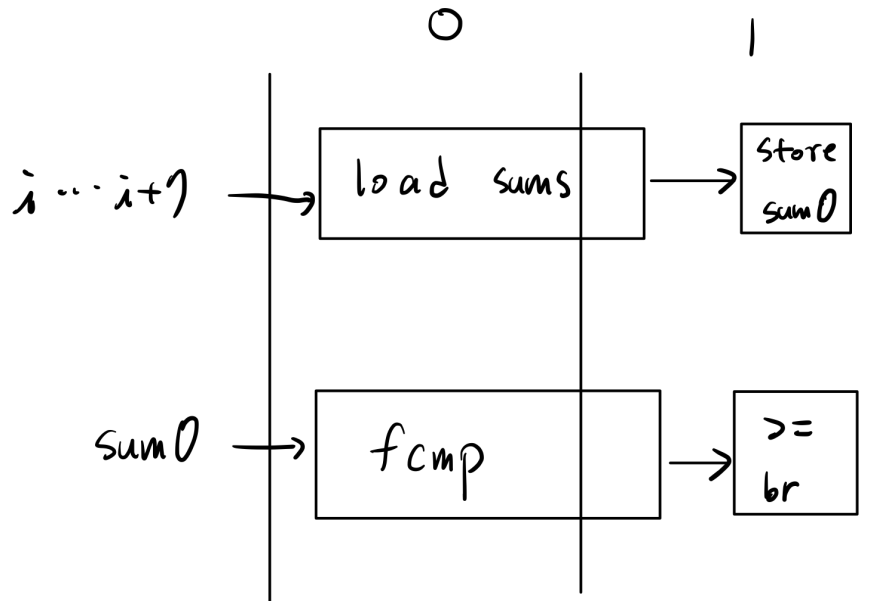 0 1
i ... i+7
load sums
store
sum0
sum0
fcmp
>=
br